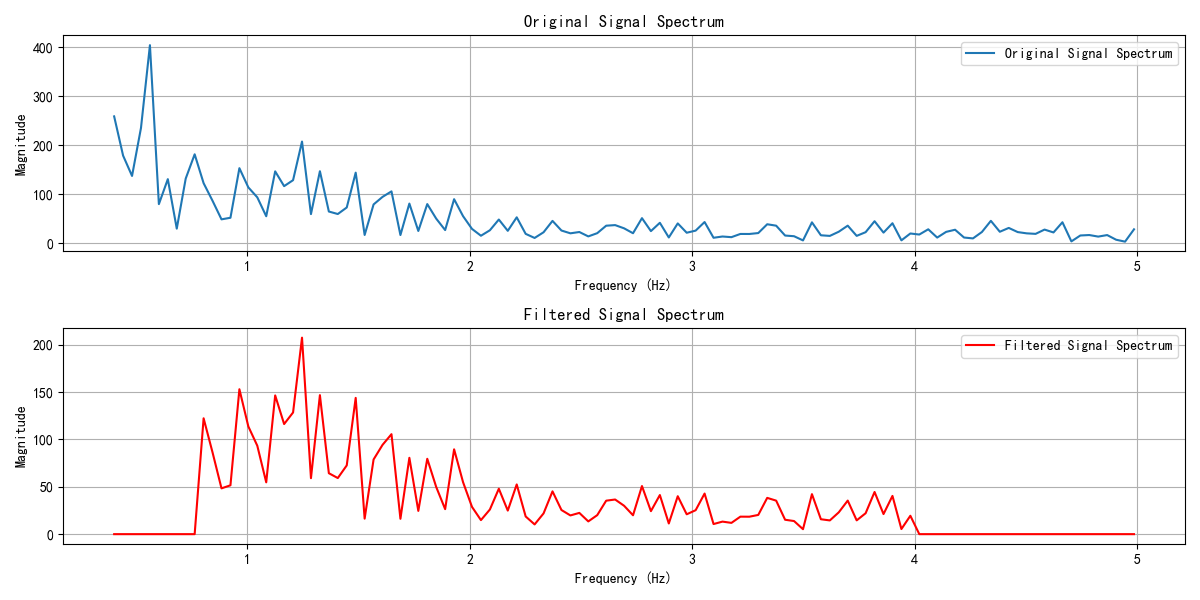 Original Signal Spectrum
400
300
200
100
0
Magnitude
Original Signal Spectrum
1 2 3 4 5
Frequency (Hz)
Filtered Signal Spectrum
200
150
100
50
0
Magnitude
Filtered Signal Spectrum
1 2 3 4 5
Frequency (Hz)